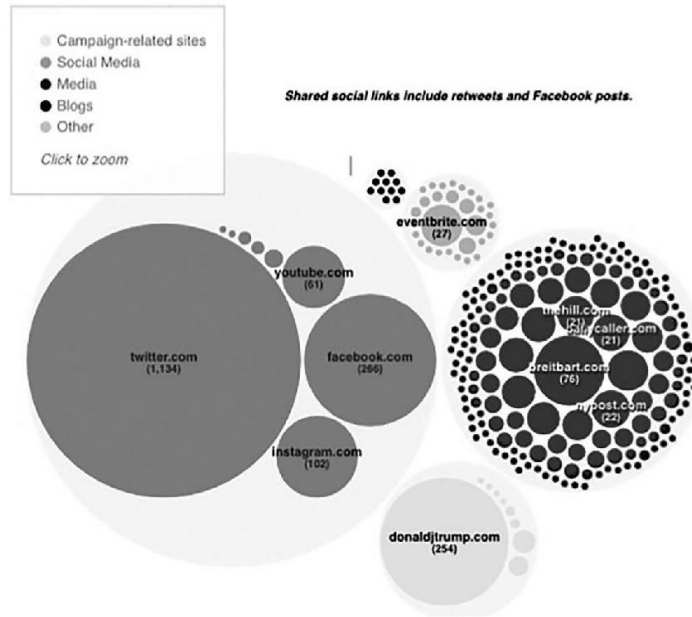 Campaign-related sites
Social Media
Media
Blogs
Other
Click to zoom
Shared social links include retweets and Facebook posts.
eventbrite.com
(27)
youtube.com
(61)
thehill.com
(21)
dailycaller.com
(21)
twitter.com
(1,134)
facebook.com
(266)
breitbart.com
(76)
nypost.com
(22)
instagram.com
(102)
donaldjtrump.com
(254)